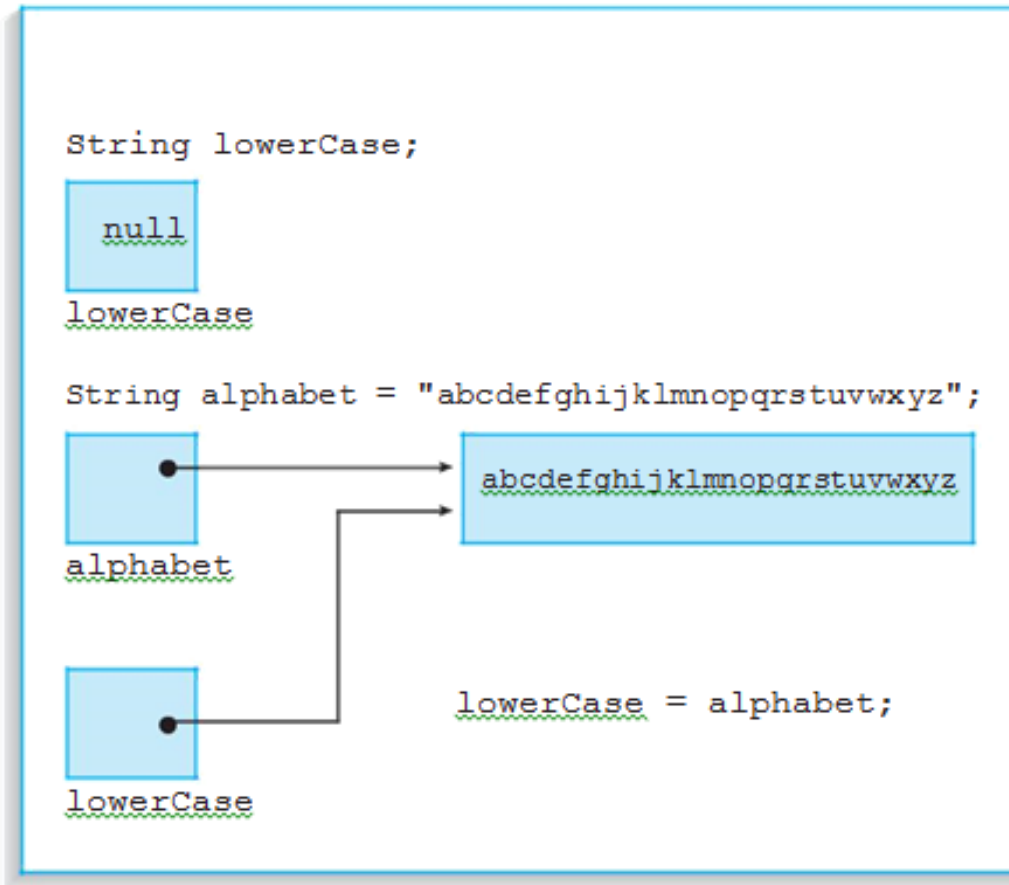 String lowerCase;
null
lowerCase
String alphabet = "abcdefghijklmnopqrstuvwxyz";
abcdefghijklmnopqrstuvwxyz
alphabet
lowerCase = alphabet;
lowerCase